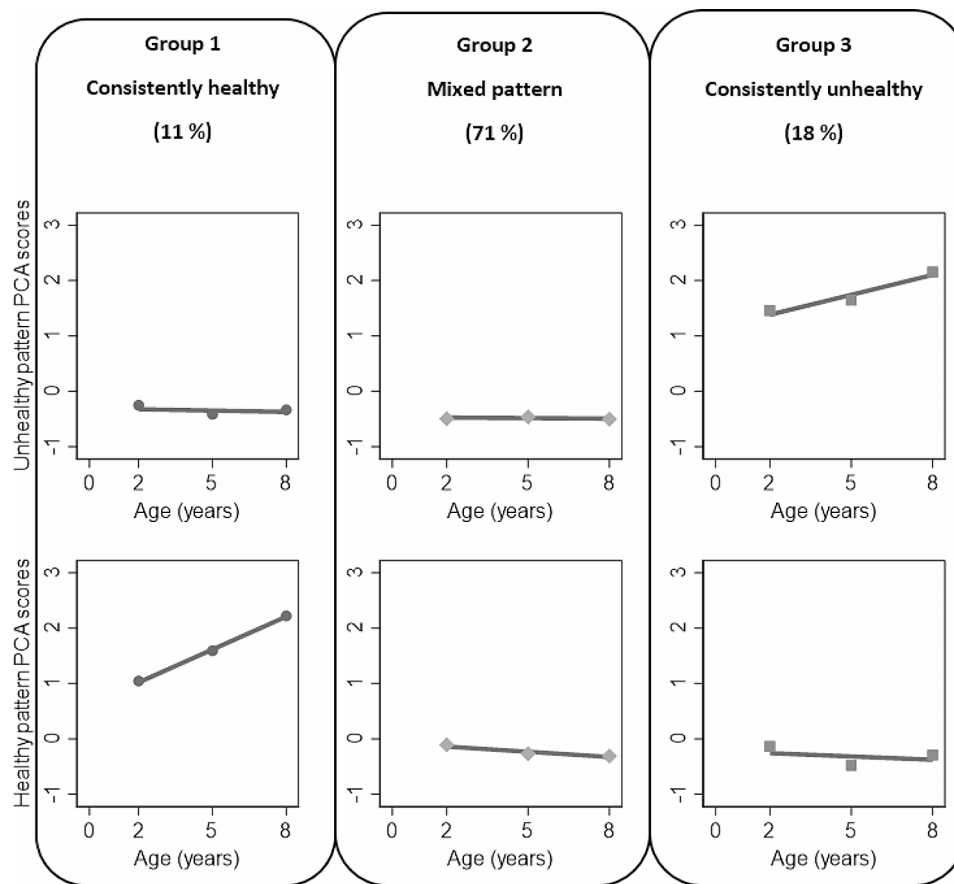 Group 1
Consistently healthy
(11 %)
Group 2
Mixed pattern
(71 %)
Group 3
Consistently unhealthy
(18 %)
Unhealthy pattern PCA scores
3
2
1
0
-1
0 2 5 8
Age (years)
3
2
1
0
-1
0 2 5 8
Age (years)
3
2
1
0
-1
0 2 5 8
Age (years)
Healthy pattern PCA scores
3
2
1
0
-1
0 2 5 8
Age (years)
3
2
1
0
-1
0 2 5 8
Age (years)
3
2
1
0
-1
0 2 5 8
Age (years)